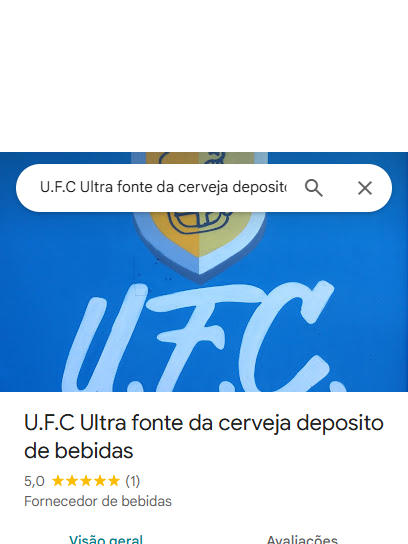 U.F.C Ultra fonte da cerveja deposito
U.F.C.
U.F.C Ultra fonte da cerveja deposito
de bebidas
5,0 ★★★★★ (1)
Fornecedor de bebidas
Visão geral Avaliações